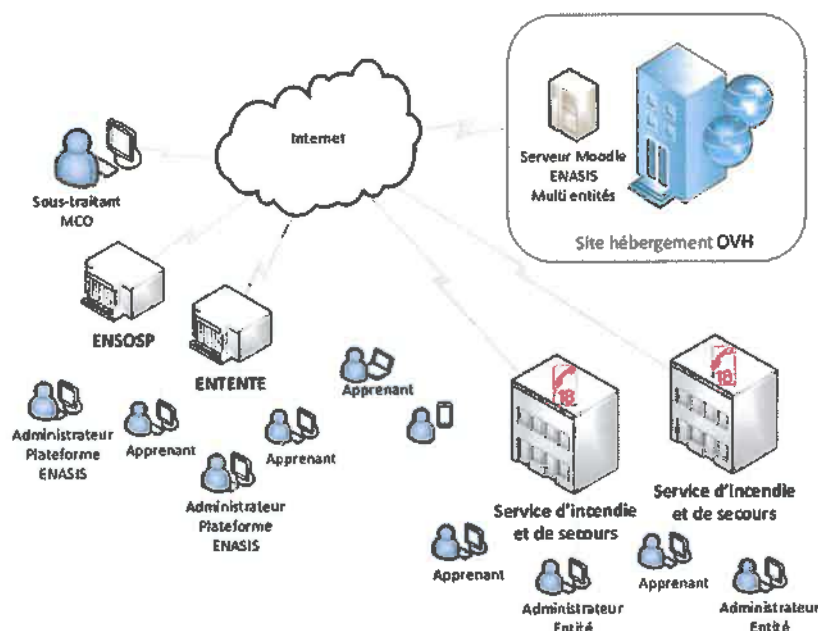 Internet
Serveur Moodle
ENASIS
Multi entités
Site hébergement OVH
Sous-traitant
MCO
ENSOSP
ENTENTE
Apprenant
Administrateur
Plateforme
ENASIS
Apprenant
Apprenant
Administrateur
Plateforme
ENASIS
18
18
Service d'incendie
et de secours
Service d'incendie
et de secours
Apprenant
Administrateur
Entité
Apprenant
Administrateur
Entité